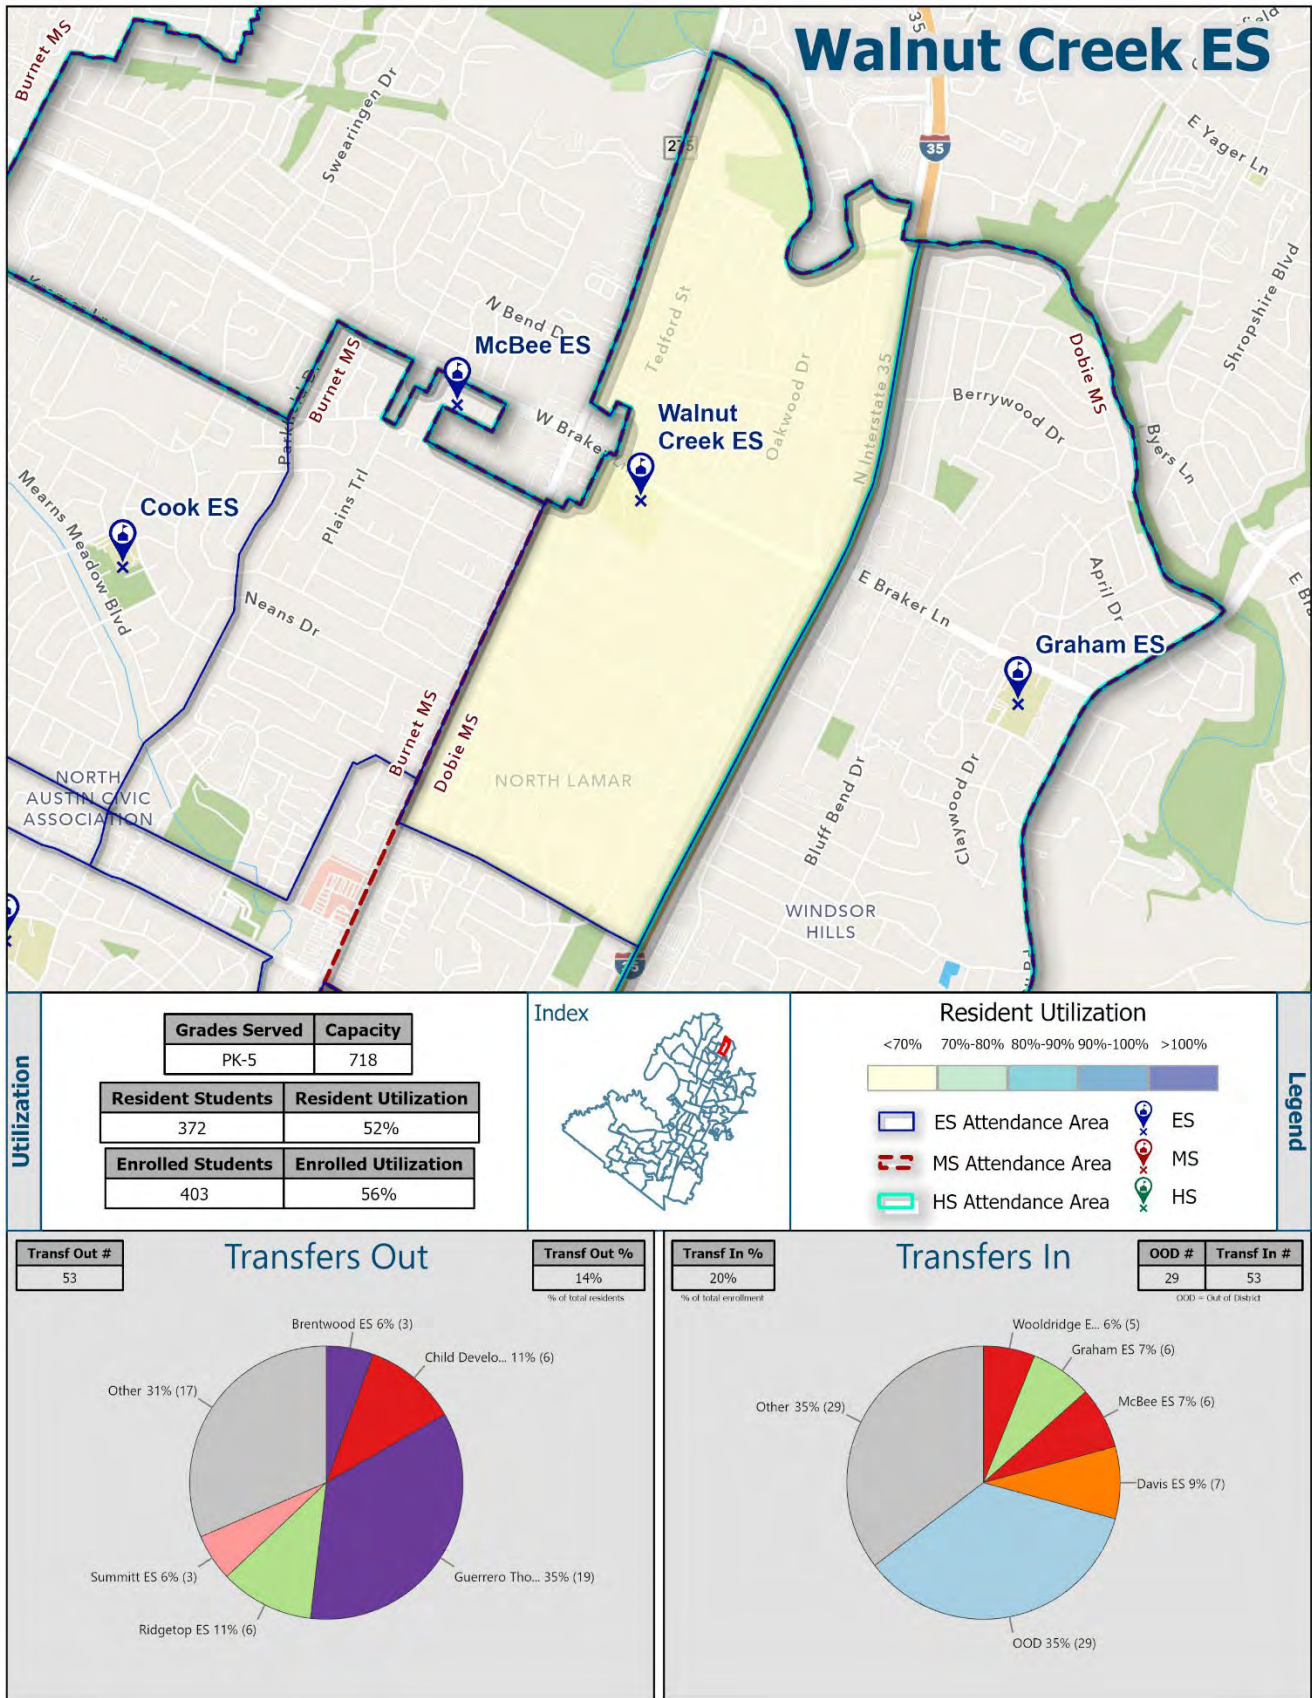 Walnut Creek ES
Burnet MS
Swearingen Dr
35
275
35
E Yager Ln
Shropshire Blvd
N Bend D
McBee ES
Tedford St
Oakwood Dr
N Interstate 35
Dobie MS
Burnet MS
Walnut
Creek ES
W Brake
Berrywood Dr
Byers Ln
Cook ES
Mearns Meadow Blvd
Plains Trl
Neans Dr
E Braker Ln
April Dr
Graham ES
Burnet MS
Dobie MS
NORTH
AUSTIN CIVIC
ASSOCIATION
NORTH LAMAR
Bluff Bend Dr
Claywood Dr
WINDSOR
HILLS
35
Utilization
Grades Served Capacity
PK-5 718
Resident Students Resident Utilization
372 52%
Enrolled Students Enrolled Utilization
403 56%
Index
Resident Utilization
<70% 70%-80% 80%-90% 90%-100% >100%
ES Attendance Area ES
MS Attendance Area MS
HS Attendance Area HS
Legend
Transf Out #
53
Transfers Out
Transf Out %
14%
% of total residents
Brentwood ES 6% (3)
Child Develo... 11% (6)
Other 31% (17)
Summitt ES 6% (3)
Guerrero Tho... 35% (19)
Ridgetop ES 11% (6)
Transf In %
20%
% of total enrollment
Transfers In
OOD # Transf In #
29 53
OOD = Out of District
Wooldridge E... 6% (5)
Graham ES 7% (6)
McBee ES 7% (6)
Other 35% (29)
Davis ES 9% (7)
OOD 35% (29)